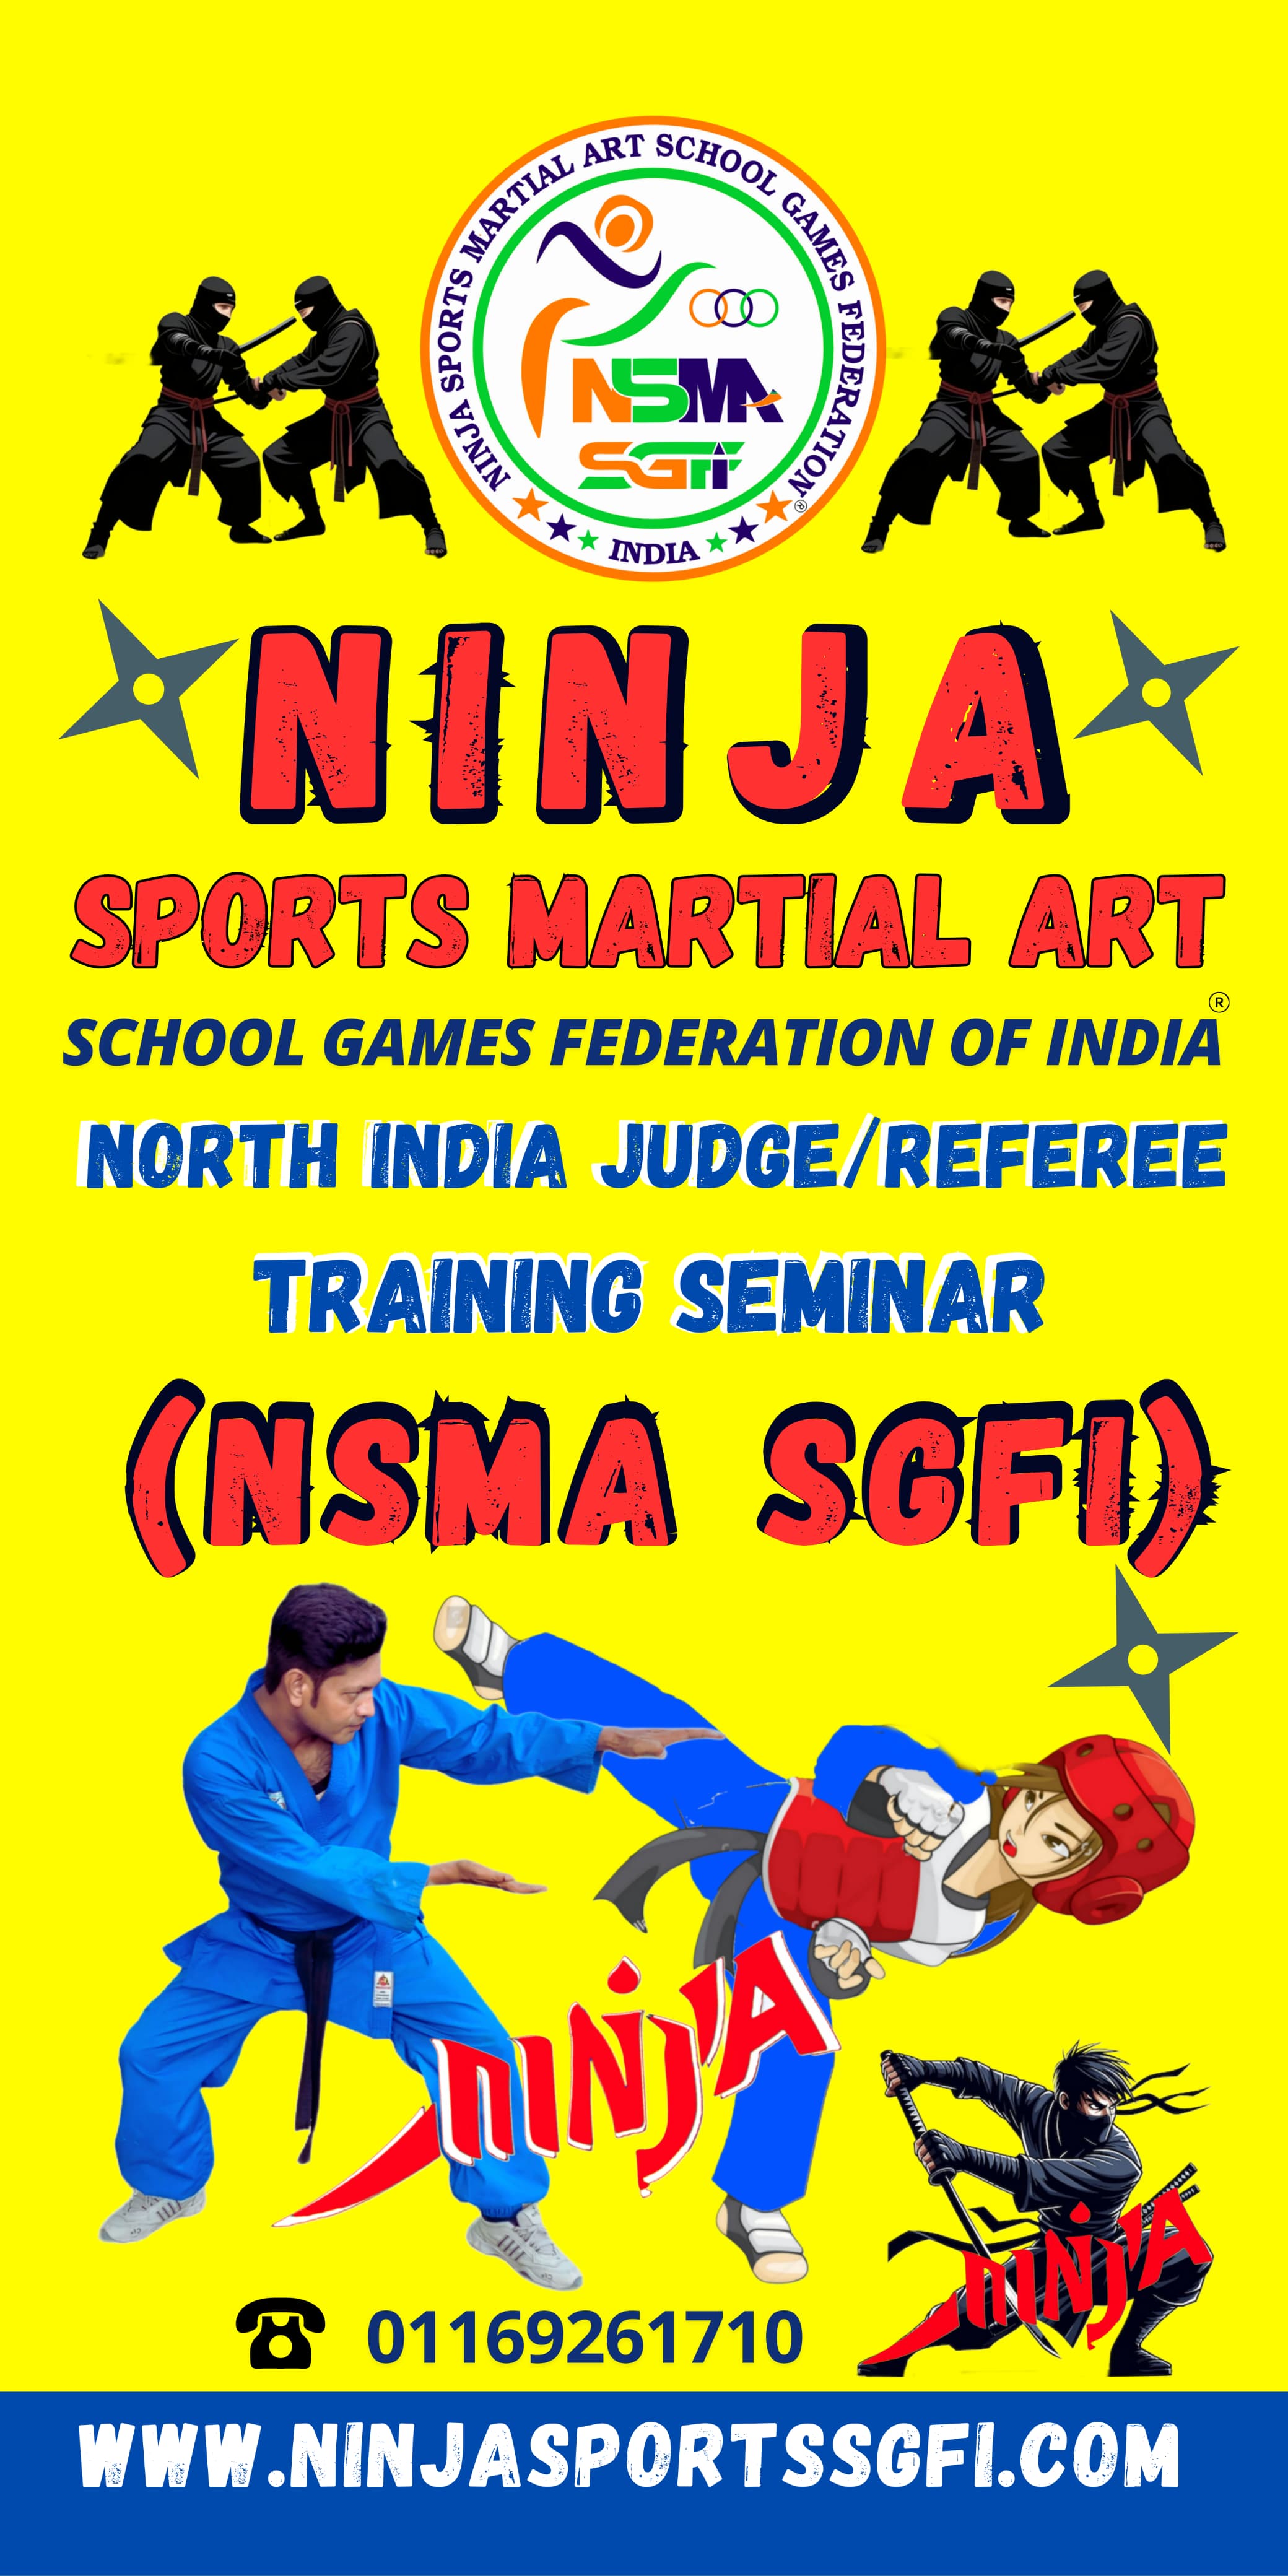 NINJA SPORTS MARTIAL ART SCHOOL GAMES FEDERATION ®
NSMA
SGFI
INDIA
NINJA
SPORTS MARTIAL ART
®
SCHOOL GAMES FEDERATION OF INDIA
NORTH INDIA JUDGE/REFEREE
TRAINING SEMINAR
(NSMA SGFI)
NINJA
NINJA
01169261710
WWW.NINJASPORTSSGFI.COM